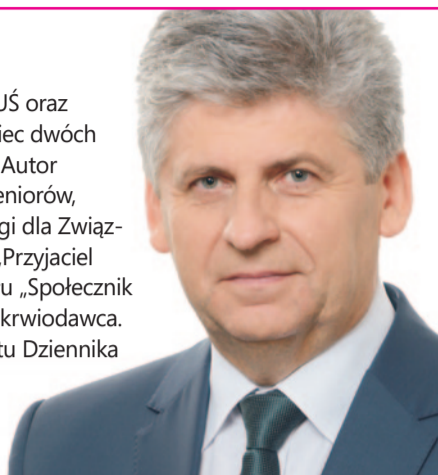 UŚ oraz
iec dwóch
Autor
eniorów,
gi dla Związ-
„Przyjaciel
u „Społecznik
krwiodawca.
tu Dziennika